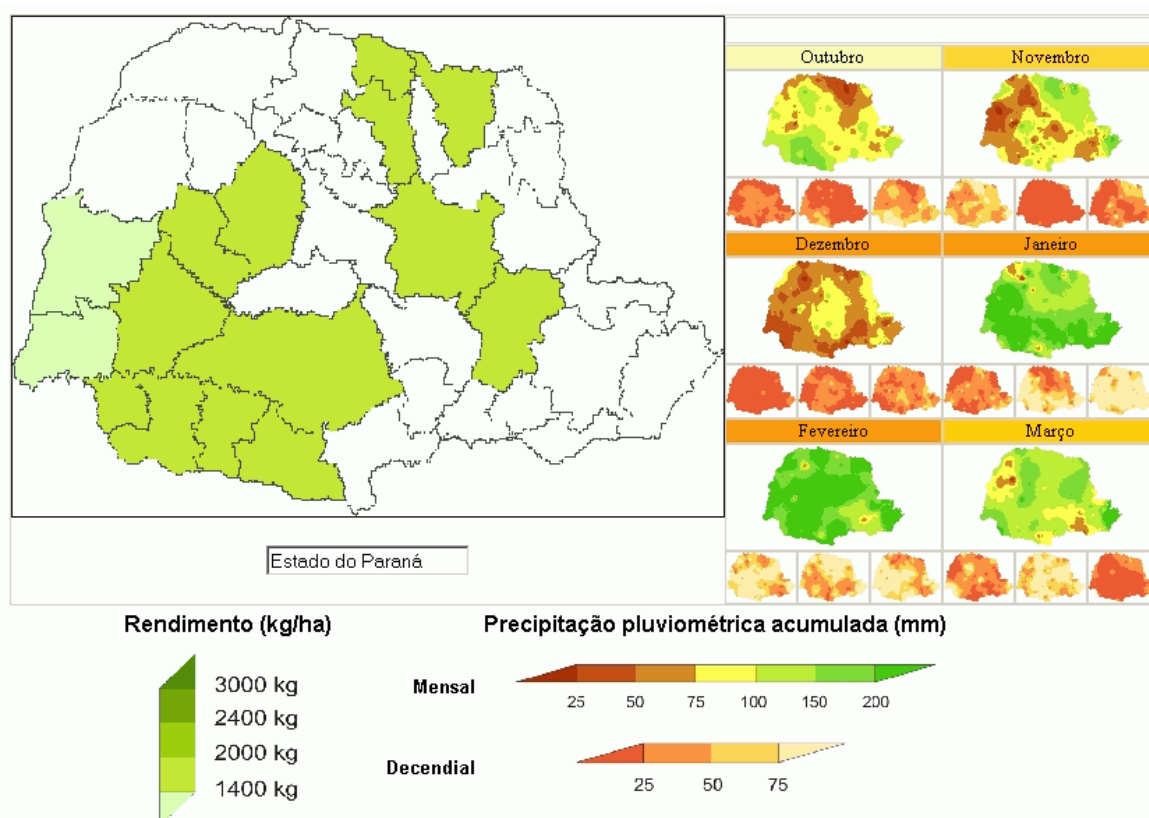 Outubro
Novembro
Dezembro
Janeiro
Fevereiro
Março
Estado do Paraná
Rendimento (kg/ha)
3000 kg
2400 kg
2000 kg
1400 kg
Precipitação pluviométrica acumulada (mm)
Mensal
25 50 75 100 150 200
Decendial
25 50 75